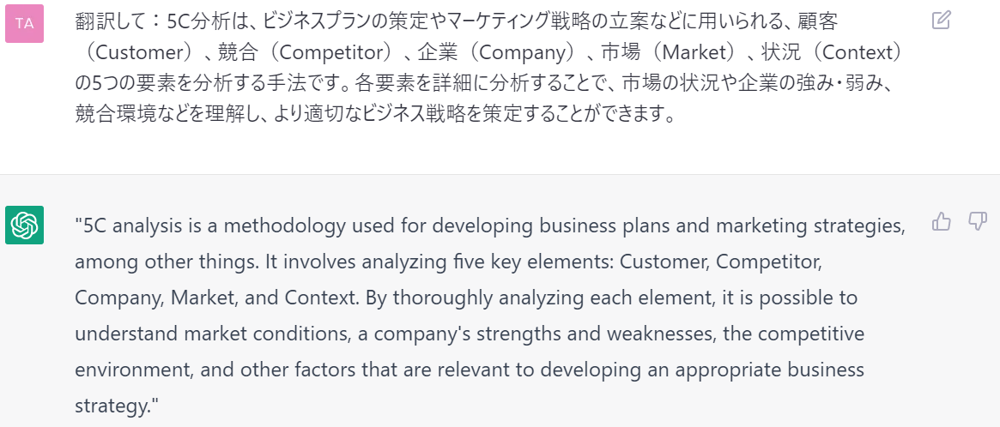 TA
翻訳して：5C分析は、ビジネスプランの策定やマーケティング戦略の立案などに用いられる、顧客
（Customer）、競合（Competitor）、企業（Company）、市場（Market）、状況（Context）
の5つの要素を分析する手法です。各要素を詳細に分析することで、市場の状況や企業の強み・弱み、
競合環境などを理解し、より適切なビジネス戦略を策定することができます。
"5C analysis is a methodology used for developing business plans and marketing strategies,
among other things. It involves analyzing five key elements: Customer, Competitor,
Company, Market, and Context. By thoroughly analyzing each element, it is possible to
understand market conditions, a company's strengths and weaknesses, the competitive
environment, and other factors that are relevant to developing an appropriate business
strategy."